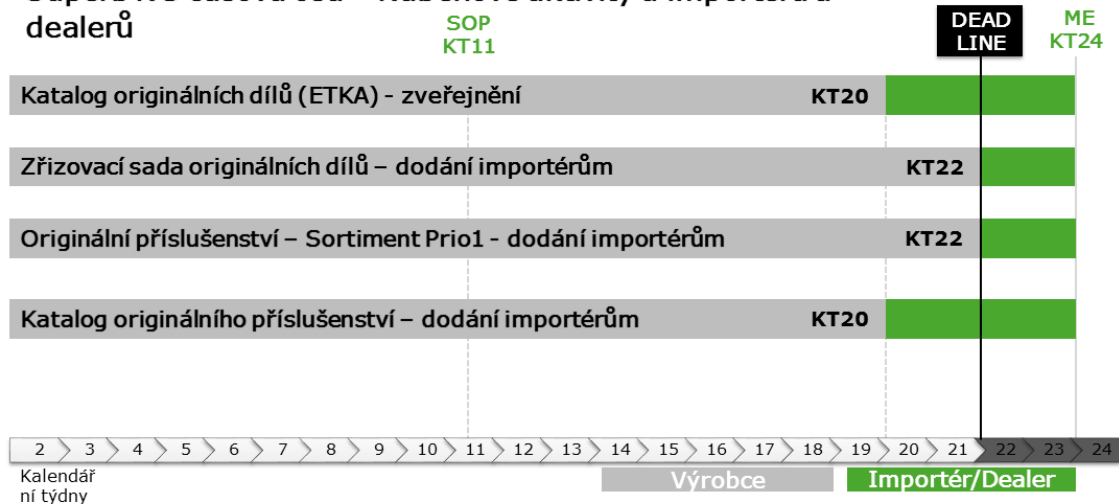 dealerů
SOP
KT11
DEAD
LINE
ME
KT24
Katalog originálních dílů (ETKA) - zveřejnění KT20
Zřizovací sada originálních dílů – dodání importérům KT22
Originální příslušenství – Sortiment Prio1 - dodání importérům KT22
Katalog originálního příslušenství – dodání importérům KT20
2 3 4 5 6 7 8 9 10 11 12 13 14 15 16 17 18 19 20 21 22 23 24
Kalendář
ní týdny
Výrobce
Importér/Dealer